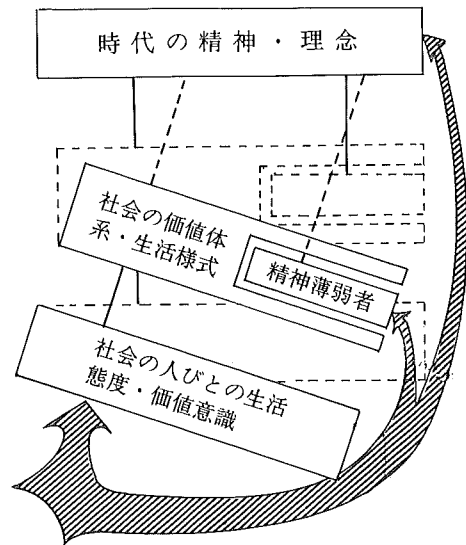 時代の精神・理念
社会の価値体
系・生活様式
精神薄弱者
社会の人びとの生活
態度・価値意識